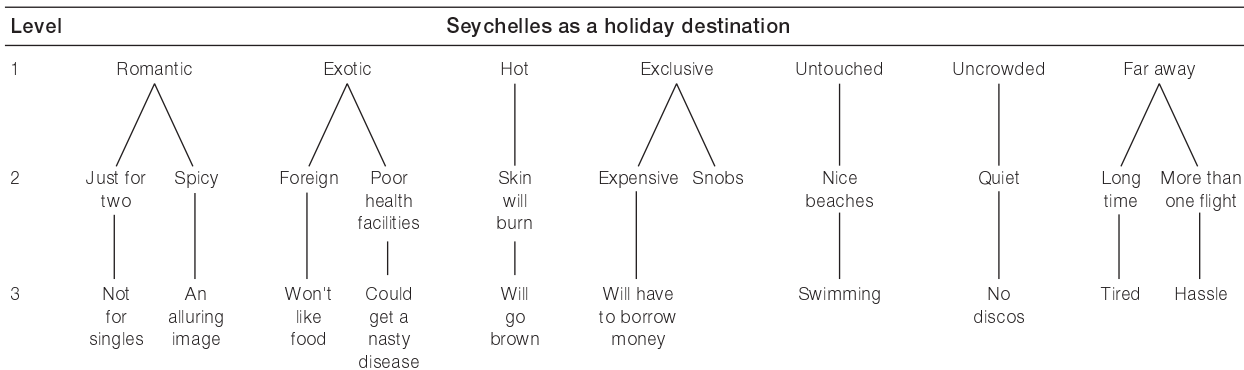 Level Seychelles as a holiday destination
1 Romantic Exotic Hot Exclusive Untouched Uncrowded Far away
2 Just for Spicy Foreign Poor Skin Expensive Snobs Nice Quiet Long More than
two health will beaches time one flight
facilities burn
3 Not An Won't Could Will Will have Swimming No Tired Hassle
for alluring like get a go to borrow discos
singles image food nasty brown money
disease